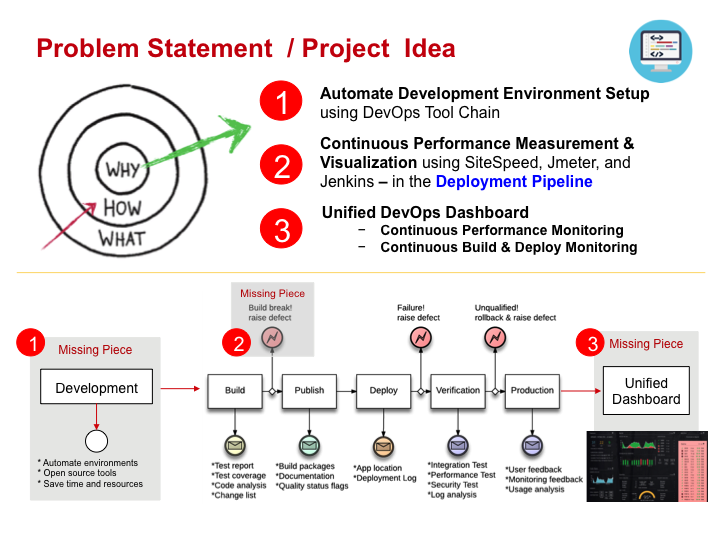 Problem Statement / Project Idea
WHY
HOW
WHAT
1
Automate Development Environment Setup
using DevOps Tool Chain
2
Continuous Performance Measurement &
Visualization using SiteSpeed, Jmeter, and
Jenkins – in the Deployment Pipeline
3
Unified DevOps Dashboard
– Continuous Performance Monitoring
– Continuous Build & Deploy Monitoring
1
Missing Piece
Development
* Automate environments
* Open source tools
* Save time and resources
2
Missing Piece
Build break!
raise defect
Failure!
raise defect
Unqualified!
rollback & raise defect
Build
Publish
Deploy
Verification
Production
*Test report
*Test coverage
*Code analysis
*Change list
*Build packages
*Documentation
*Quality status flags
*App location
*Deployment Log
*Integration Test
*Performance Test
*Security Test
*Log analysis
*User feedback
*Monitoring feedback
*Usage analysis
3
Missing Piece
Unified
Dashboard